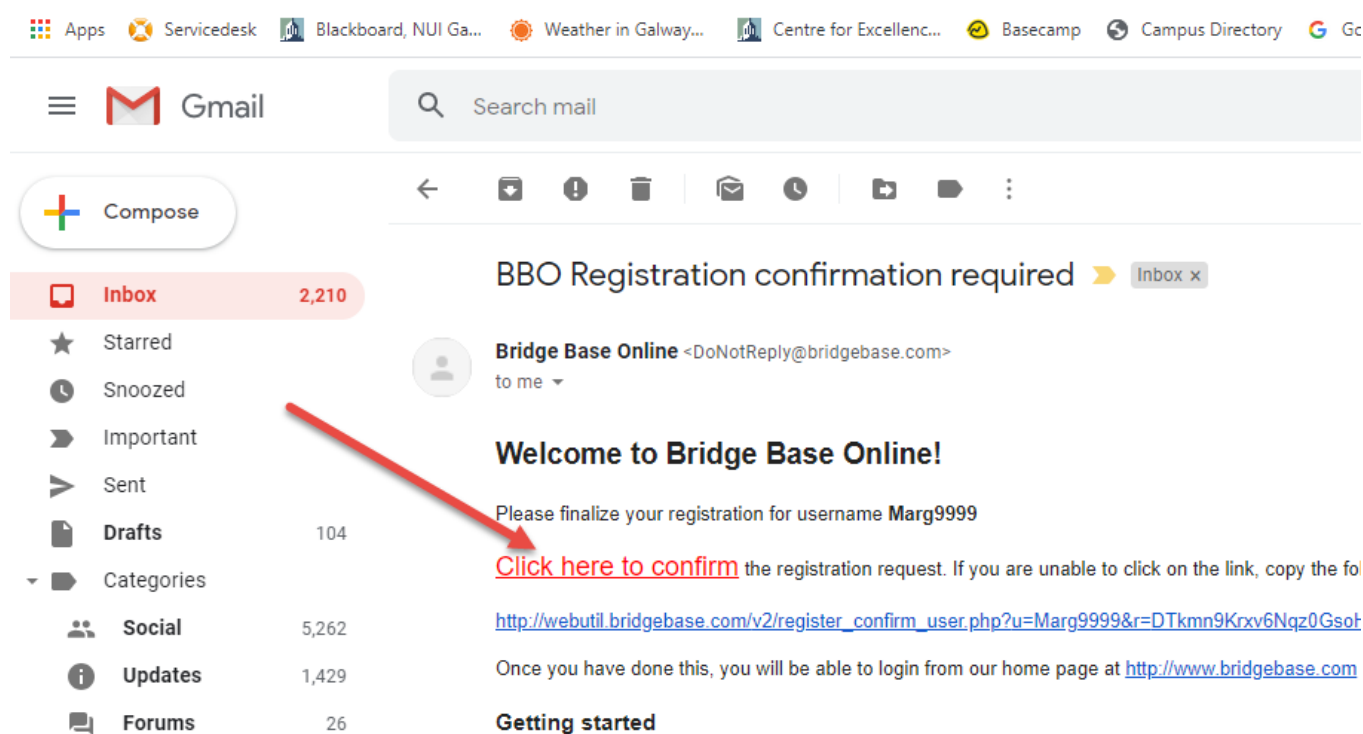 Apps Servicedesk Blackboard, NUI Ga... Weather in Galway... Centre for Excellenc... Basecamp Campus Directory G
Gmail Search mail
Compose
BBO Registration confirmation required Inbox x
Inbox 2,210
Starred
Bridge Base Online <DoNotReply@bridgebase.com>
to me
Snoozed
Important
Welcome to Bridge Base Online!
Sent
Please finalize your registration for username Marg9999
Drafts 104
Click here to confirm the registration request. If you are unable to click on the link, copy the
Categories
Social 5,262
http://webutil.bridgebase.com/v2/register_confirm_user.php?u=Marg9999&r=DTkmn9Krxv6Nqz0Gso
Updates 1,429
Once you have done this, you will be able to login from our home page at http://www.bridgebase.com
Forums 26
Getting started